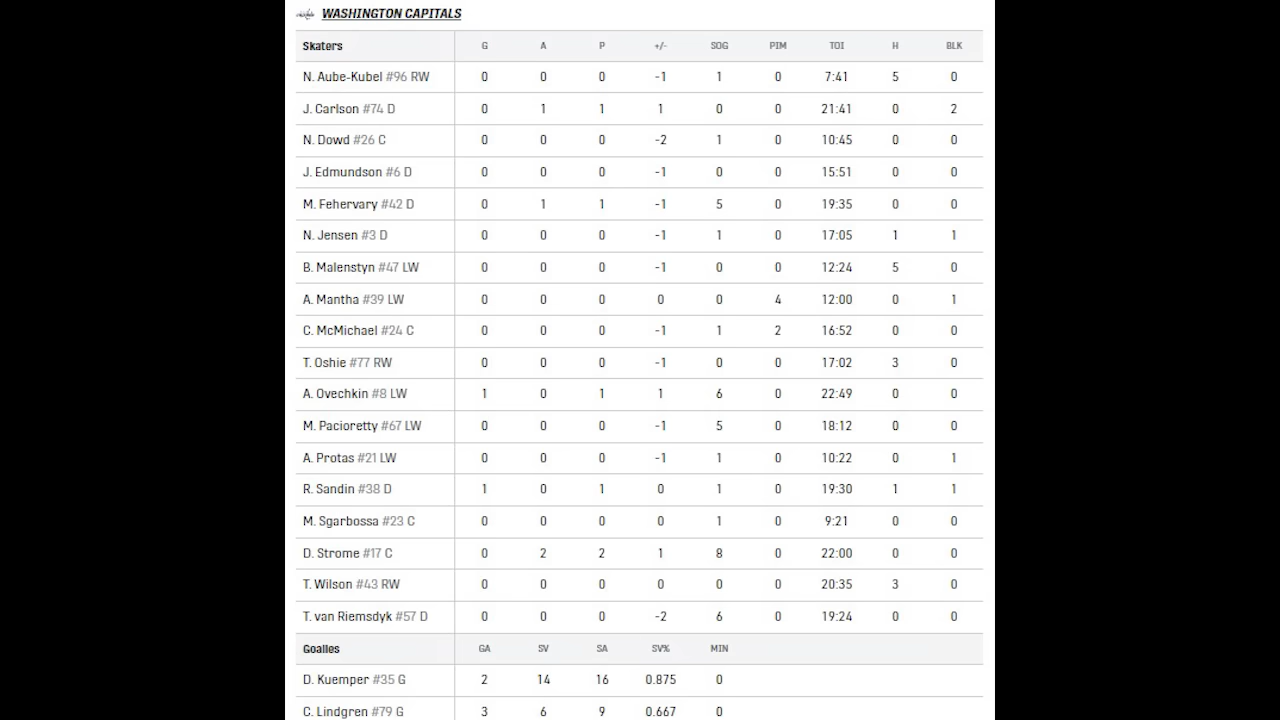 WASHINGTON CAPITALS
Skaters G A P +/- SOG PIM TOI H BLK
N. Aube-Kubel #96 RW 0 0 0 -1 1 0 7:41 5 0
J. Carlson #74 D 0 1 1 1 0 0 21:41 0 2
N. Dowd #26 C 0 0 0 -2 1 0 10:45 0 0
J. Edmundson #6 D 0 0 0 -1 0 0 15:51 0 0
M. Fehervary #42 D 0 1 1 -1 5 0 19:35 0 0
N. Jensen #3 D 0 0 0 -1 1 0 17:05 1 1
B. Malenstyn #47 LW 0 0 0 -1 0 0 12:24 5 0
A. Mantha #39 LW 0 0 0 0 0 4 12:00 0 1
C. McMichael #24 C 0 0 0 -1 1 2 16:52 0 0
T. Oshie #77 RW 0 0 0 -1 0 0 17:02 3 0
A. Ovechkin #8 LW 1 0 1 1 6 0 22:49 0 0
M. Pacioretty #67 LW 0 0 0 -1 5 0 18:12 0 0
A. Protas #21 LW 0 0 0 -1 1 0 10:22 0 1
R. Sandin #38 D 1 0 1 0 1 0 19:30 1 1
M. Sgarbossa #23 C 0 0 0 0 1 0 9:21 0 0
D. Strome #17 C 0 2 2 1 8 0 22:00 0 0
T. Wilson #43 RW 0 0 0 0 0 0 20:35 3 0
T. van Riemsdyk #57 D 0 0 0 -2 6 0 19:24 0 0
Goalies GA SV SA SV% MIN
D. Kuemper #35 G 2 14 16 0.875 0
C. Lindgren #79 G 3 6 9 0.667 0